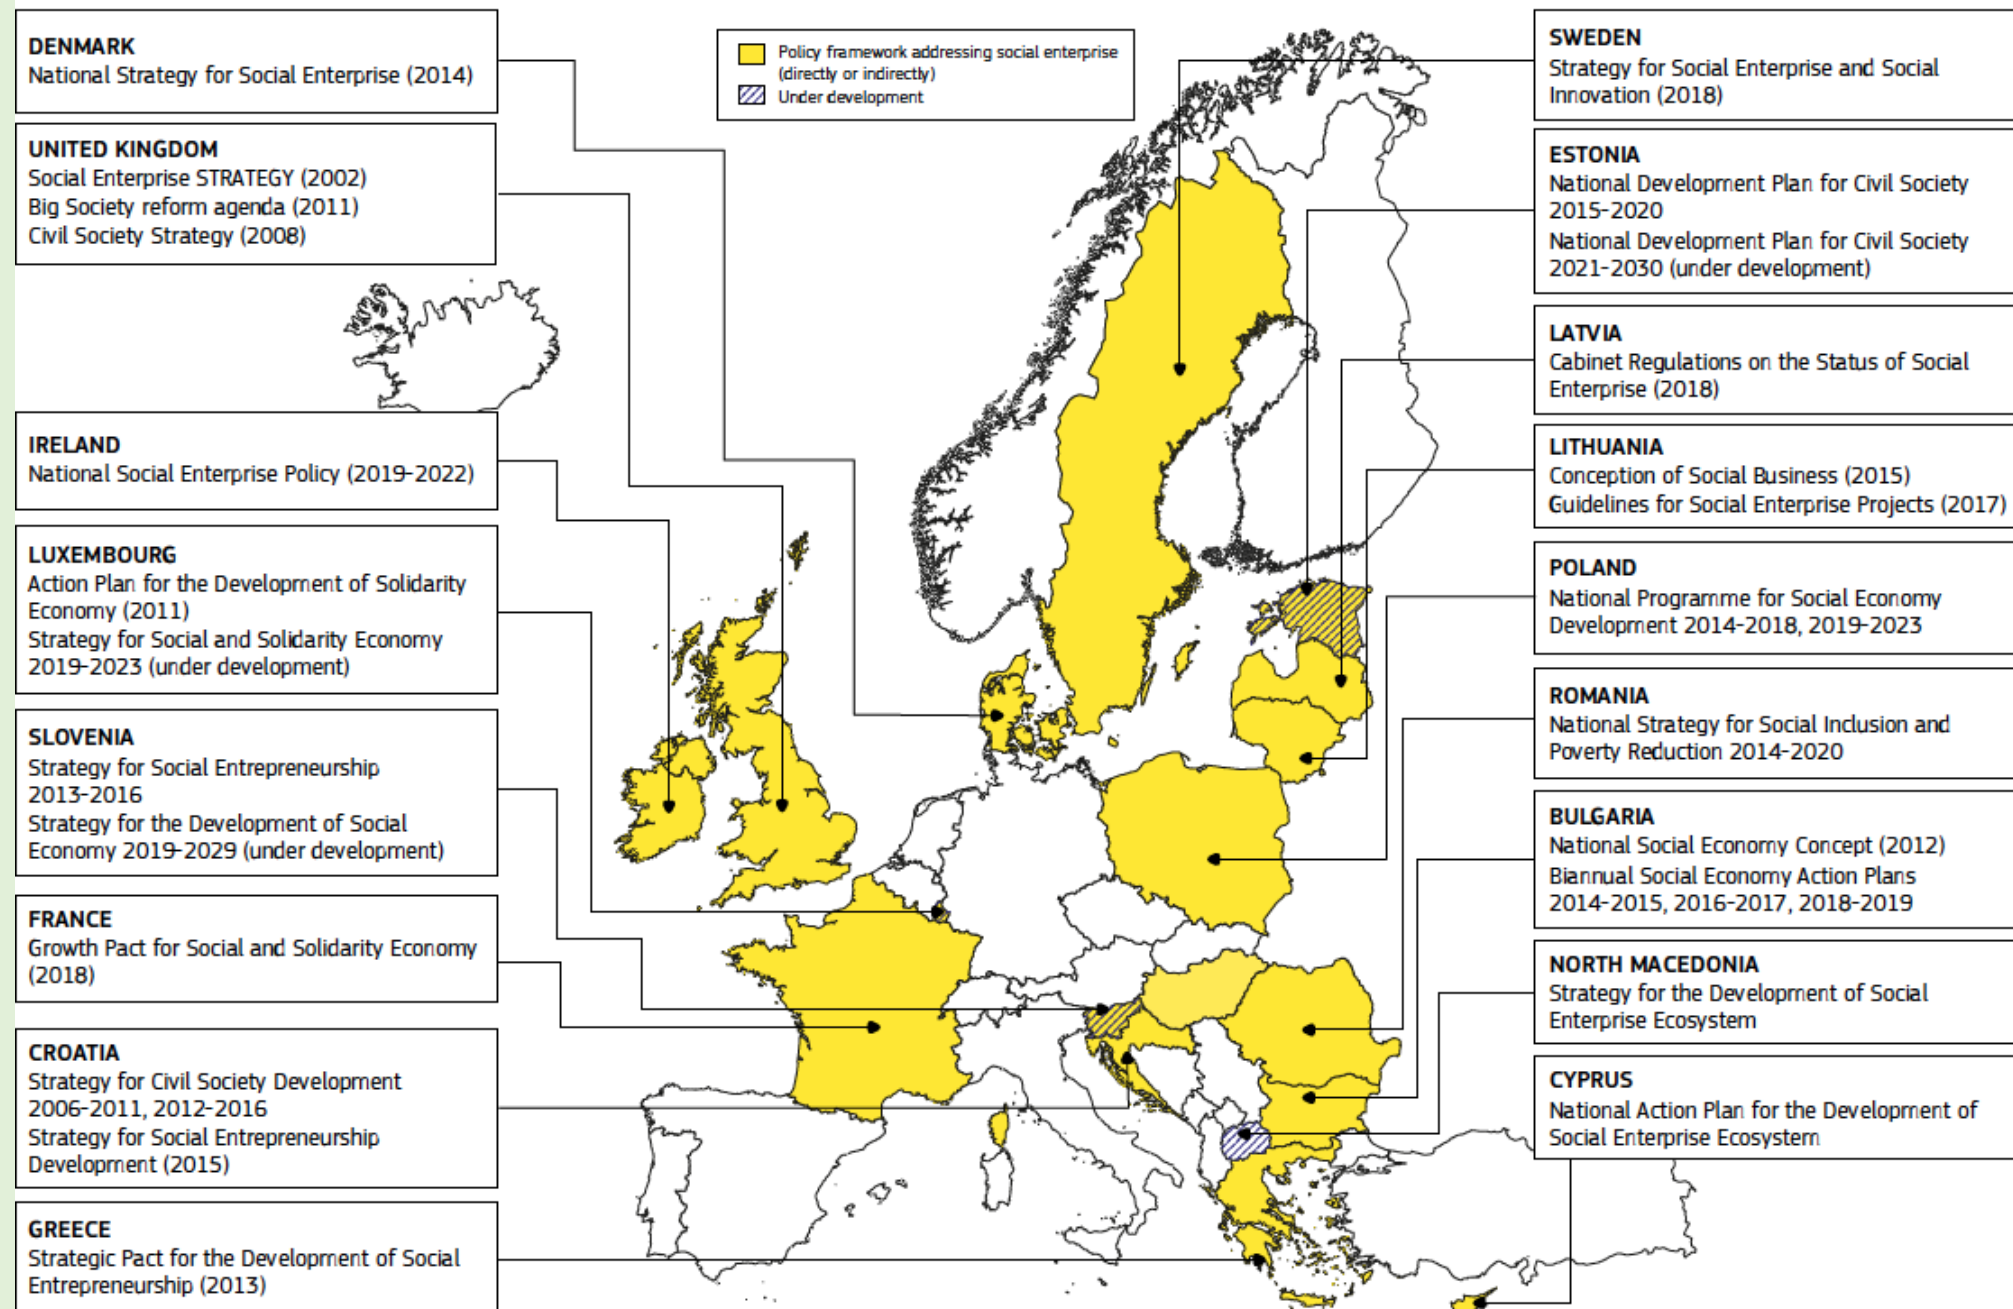 DENMARK
National Strategy for Social Enterprise (2014)
UNITED KINGDOM
Social Enterprise STRATEGY (2002)
Big Society reform agenda (2011)
Civil Society Strategy (2008)
IRELAND
National Social Enterprise Policy (2019-2022)
LUXEMBOURG
Action Plan for the Development of Solidarity
Economy (2011)
Strategy for Social and Solidarity Economy
2019-2023 (under development)
SLOVENIA
Strategy for Social Entrepreneurship
2013-2016
Strategy for the Development of Social
Economy 2019-2029 (under development)
FRANCE
Growth Pact for Social and Solidarity Economy
(2018)
CROATIA
Strategy for Civil Society Development
2006-2011, 2012-2016
Strategy for Social Entrepreneurship
Development (2015)
GREECE
Strategic Pact for the Development of Social
Entrepreneurship (2013)
Policy framework addressing social enterprise
(directly or indirectly)
Under development
SWEDEN
Strategy for Social Enterprise and Social
Innovation (2018)
ESTONIA
National Development Plan for Civil Society
2015-2020
National Development Plan for Civil Society
2021-2030 (under development)
LATVIA
Cabinet Regulations on the Status of Social
Enterprise (2018)
LITHUANIA
Conception of Social Business (2015)
Guidelines for Social Enterprise Projects (2017)
POLAND
National Programme for Social Economy
Development 2014-2018, 2019-2023
ROMANIA
National Strategy for Social Inclusion and
Poverty Reduction 2014-2020
BULGARIA
National Social Economy Concept (2012)
Biannual Social Economy Action Plans
2014-2015, 2016-2017, 2018-2019
NORTH MACEDONIA
Strategy for the Development of Social
Enterprise Ecosystem
CYPRUS
National Action Plan for the Development of
Social Enterprise Ecosystem